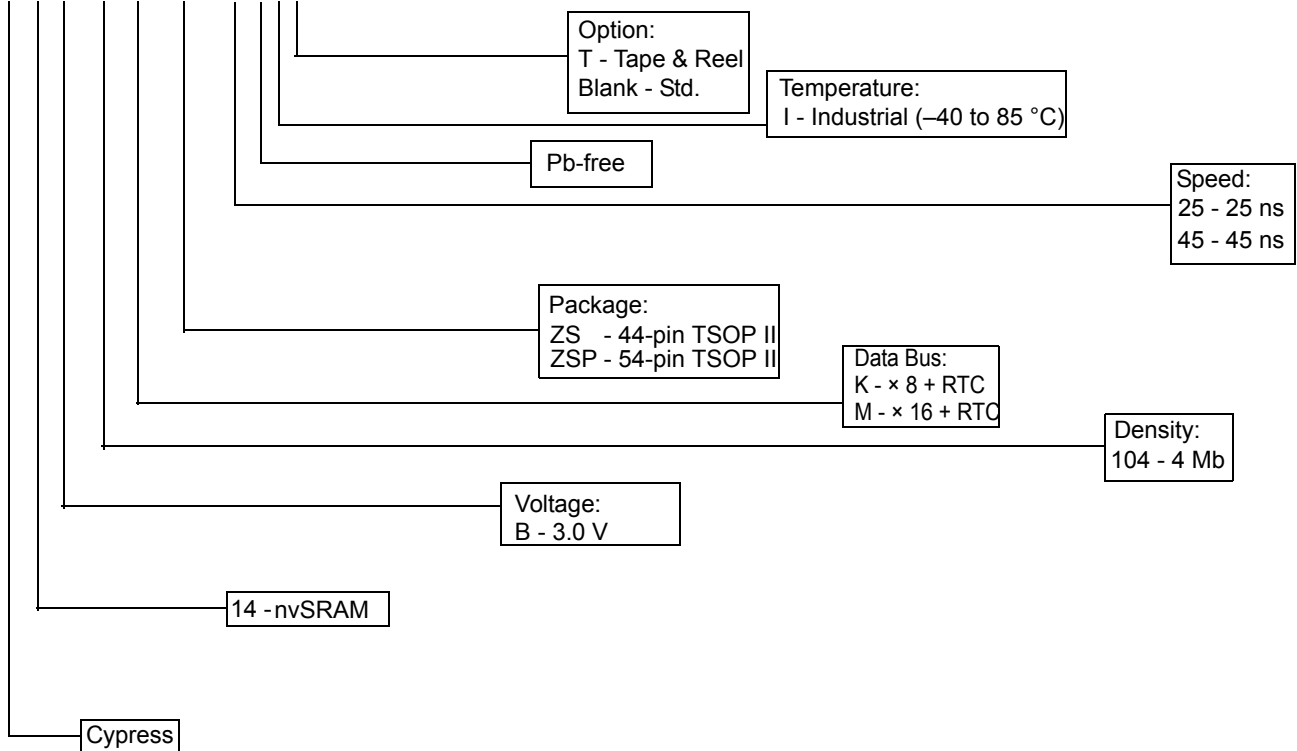 Option:
T - Tape & Reel
Blank - Std.
Temperature:
I - Industrial (–40 to 85 °C)
Pb-free
Speed:
25 - 25 ns
45 - 45 ns
Package:
ZS - 44-pin TSOP II
ZSP - 54-pin TSOP II
Data Bus:
K - × 8 + RTC
M - × 16 + RTC
Density:
104 - 4 Mb
Voltage:
B - 3.0 V
14 - nvSRAM
Cypress